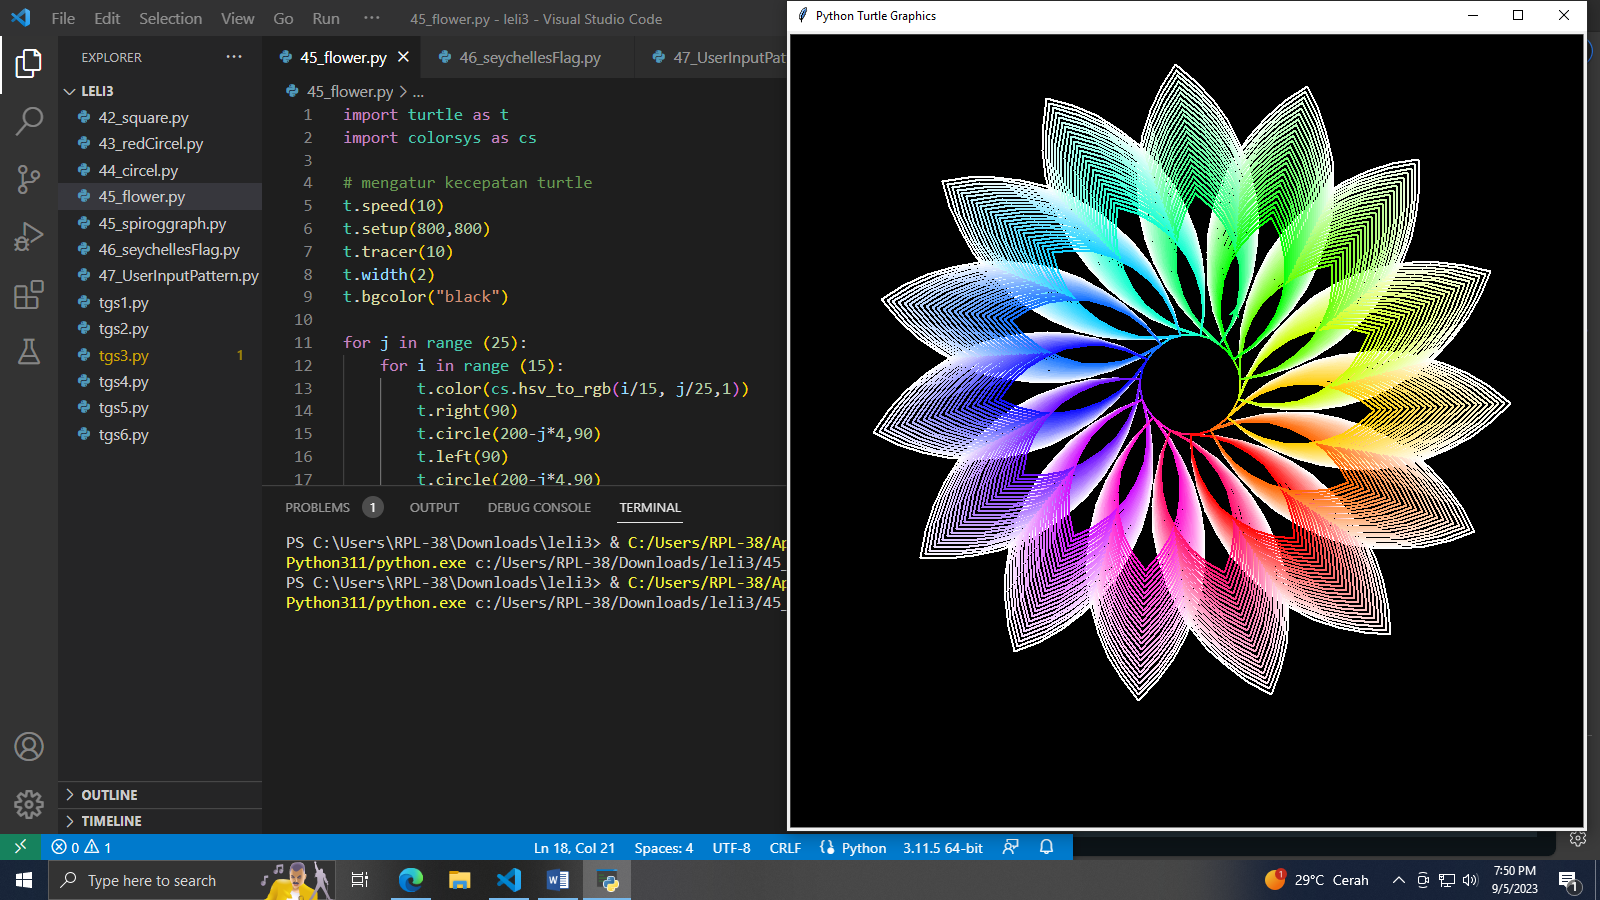 File Edit Selection View Go Run ··· 45_flower.py - leli3 - Visual Studio Code
Python Turtle Graphics
EXPLORER ···
45_flower.py 46_seychellesFlag.py 47_UserInputPat
LELI3
45_flower.py > ...
42_square.py
43_redCircel.py
44_circel.py
45_flower.py
45_spiroggraph.py
46_seychellesFlag.py
47_UserInputPattern.py
tgs1.py
tgs2.py
tgs3.py 1
tgs4.py
tgs5.py
tgs6.py
1 import turtle as t
2 import colorsys as cs
3
4 # mengatur kecepatan turtle
5 t.speed(10)
6 t.setup(800,800)
7 t.tracer(10)
8 t.width(2)
9 t.bgcolor("black")
10
11 for j in range (25):
12 for i in range (15):
13 t.color(cs.hsv_to_rgb(i/15, j/25,1))
14 t.right(90)
15 t.circle(200-j*4,90)
16 t.left(90)
17 t.circle(200-j*4,90)
PROBLEMS 1 OUTPUT DEBUG CONSOLE TERMINAL
PS C:\Users\RPL-38\Downloads\leli3> & C:/Users/RPL-38/Ap
Python311/python.exe c:/Users/RPL-38/Downloads/leli3/45_
PS C:\Users\RPL-38\Downloads\leli3> & C:/Users/RPL-38/Ap
Python311/python.exe c:/Users/RPL-38/Downloads/leli3/45_
OUTLINE
TIMELINE
0 1 Ln 18, Col 21 Spaces: 4 UTF-8 CRLF Python 3.11.5 64-bit
Type here to search
1 29°C Cerah
7:50 PM
9/5/2023
1